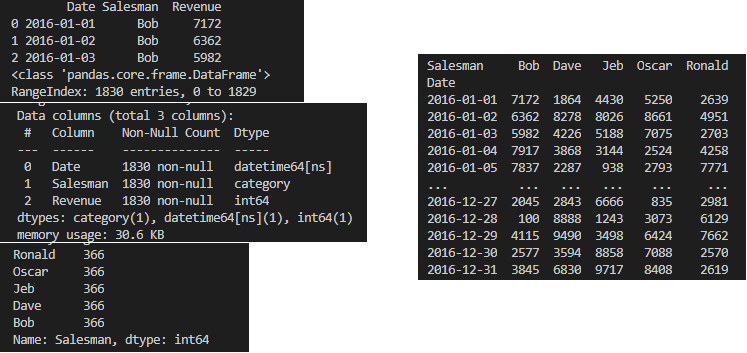 Date Salesman  Revenue
0 2016-01-01      Bob     7172
1 2016-01-02      Bob     6362
2 2016-01-03      Bob     5982
<class 'pandas.core.frame.DataFrame'>
RangeIndex: 1830 entries, 0 to 1829
Data columns (total 3 columns):
 #   Column    Non-Null Count  Dtype
---  ------    --------------  -----
 0   Date      1830 non-null   datetime64[ns]
 1   Salesman  1830 non-null   category
 2   Revenue   1830 non-null   int64
dtypes: category(1), datetime64[ns](1), int64(1)
memory usage: 30.6 KB
Ronald    366
Oscar     366
Jeb       366
Dave      366
Bob       366
Name: Salesman, dtype: int64
Salesman     Bob  Dave   Jeb  Oscar  Ronald
Date
2016-01-01  7172  1864  4430   5250    2639
2016-01-02  6362  8278  8026   8661    4951
2016-01-03  5982  4226  5188   7075    2703
2016-01-04  7917  3868  3144   2524    4258
2016-01-05  7837  2287   938   2793    7771
...          ...   ...   ...    ...     ...
2016-12-27  2045  2843  6666    835    2981
2016-12-28   100  8888  1243   3073    6129
2016-12-29  4115  9490  3498   6424    7662
2016-12-30  2577  3594  8858   7088    2570
2016-12-31  3845  6830  9717   8408    2619